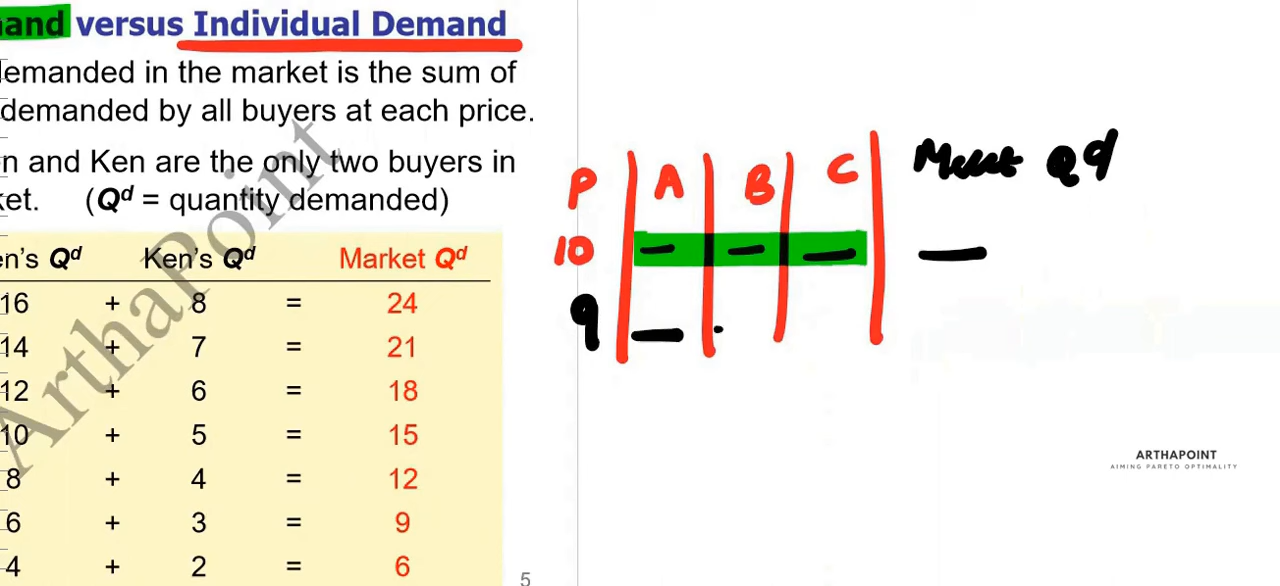 and versus Individual Demand
demanded in the market is the sum of
demanded by all buyers at each price.
n and Ken are the only two buyers in
ket. (Qd = quantity demanded)
en's Qd Ken's Qd Market Qd
16 + 8 = 24
14 + 7 = 21
12 + 6 = 18
10 + 5 = 15
8 + 4 = 12
6 + 3 = 9
4 + 2 = 6
5
ArthaPoint
P A B C Market Qd
10
9
ARTHAPOINT
AIMING PARETO OPTIMALITY